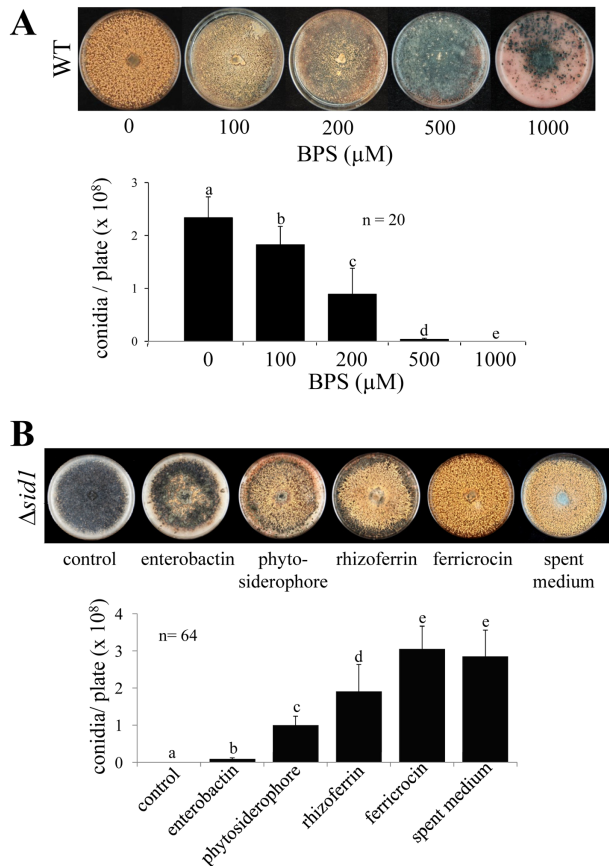 A
WT
0 100 200 500 1000
BPS (µM)
conidia / plate (x 10⁸)
3
2
1
0
a
b
c
d
e
n = 20
0 100 200 500 1000
BPS (µM)
B
Δsid1
control enterobactin phyto- rhizoferrin ferricrocin spent
siderophore medium
conidia/ plate (x 10⁸)
4
3
2
1
0
n= 64
a
b
c
d
e
e
control
enterobactin
phytosiderophore
rhizoferrin
ferricrocin
spent medium